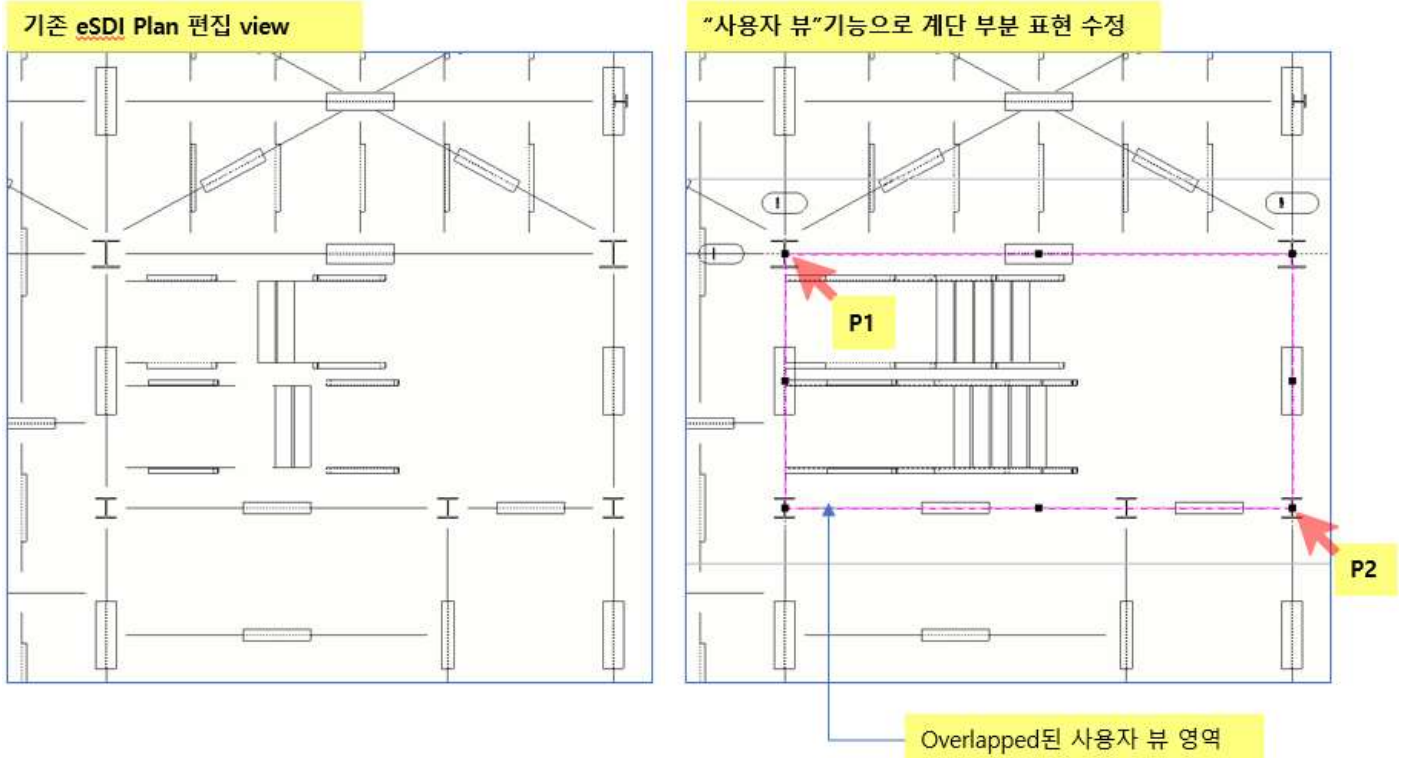 기존 eSDI Plan 편집 view
“사용자 뷰”기능으로 계단 부분 표현 수정
P1
P2
Overlapped된 사용자 뷰 영역